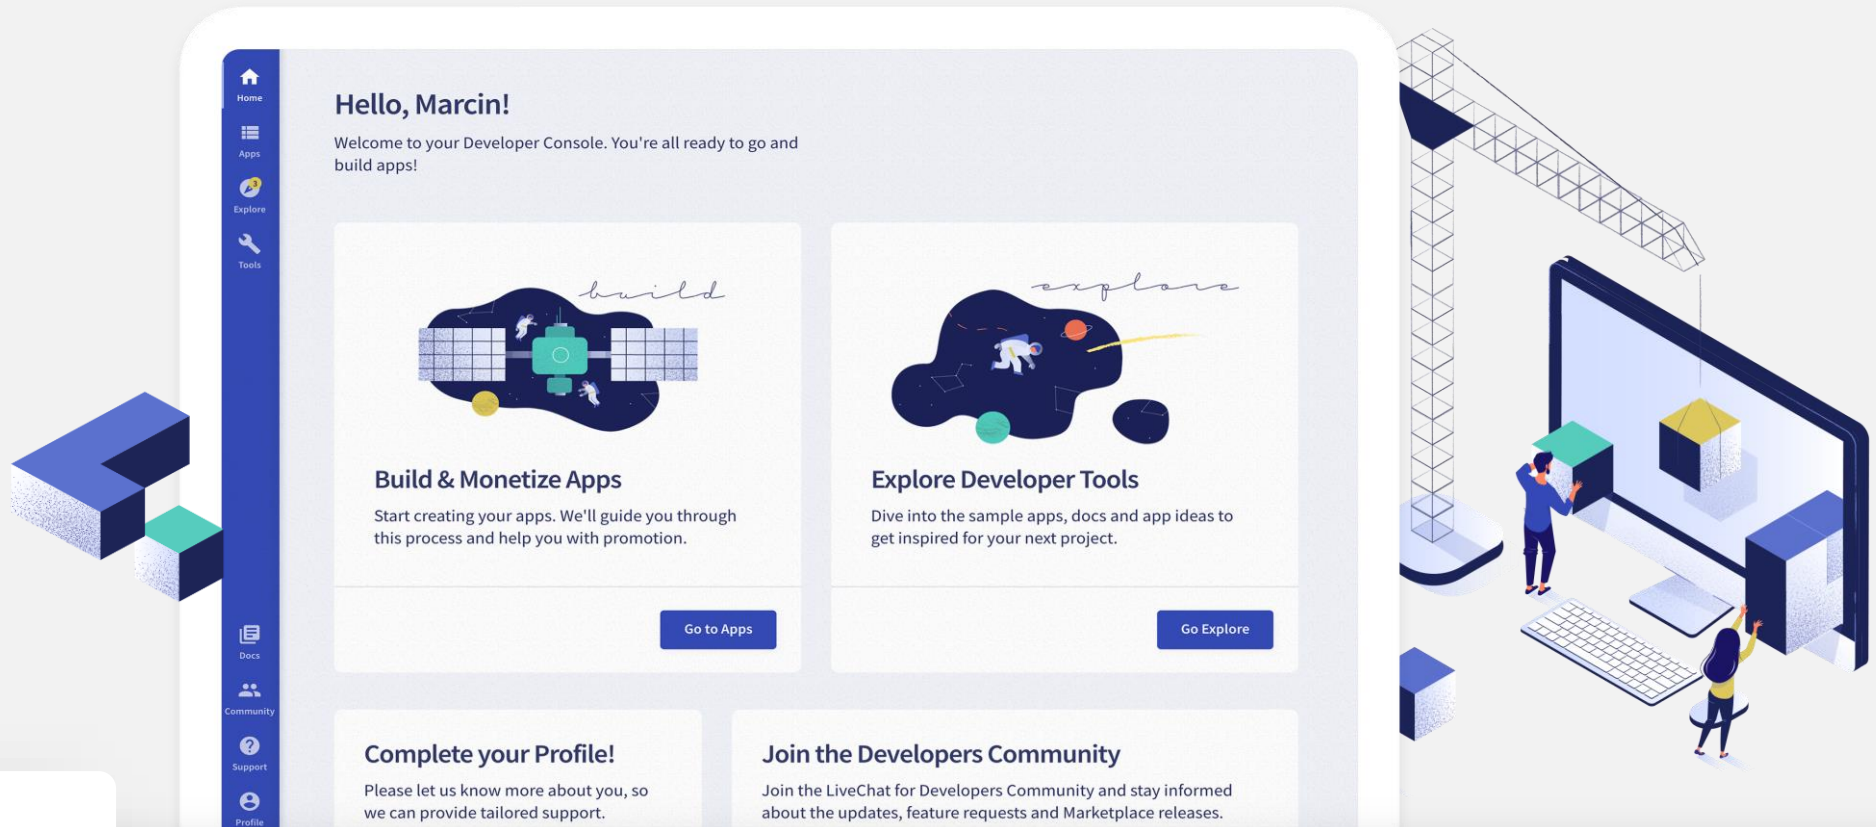 Home
Apps
3
Explore
Tools
Docs
Community
Support
Profile
Hello, Marcin!
Welcome to your Developer Console. You're all ready to go and
build apps!
build
Build & Monetize Apps
Start creating your apps. We'll guide you through
this process and help you with promotion.
Go to Apps
explore
Explore Developer Tools
Dive into the sample apps, docs and app ideas to
get inspired for your next project.
Go Explore
Complete your Profile!
Please let us know more about you, so
we can provide tailored support.
Join the Developers Community
Join the LiveChat for Developers Community and stay informed
about the updates, feature requests and Marketplace releases.